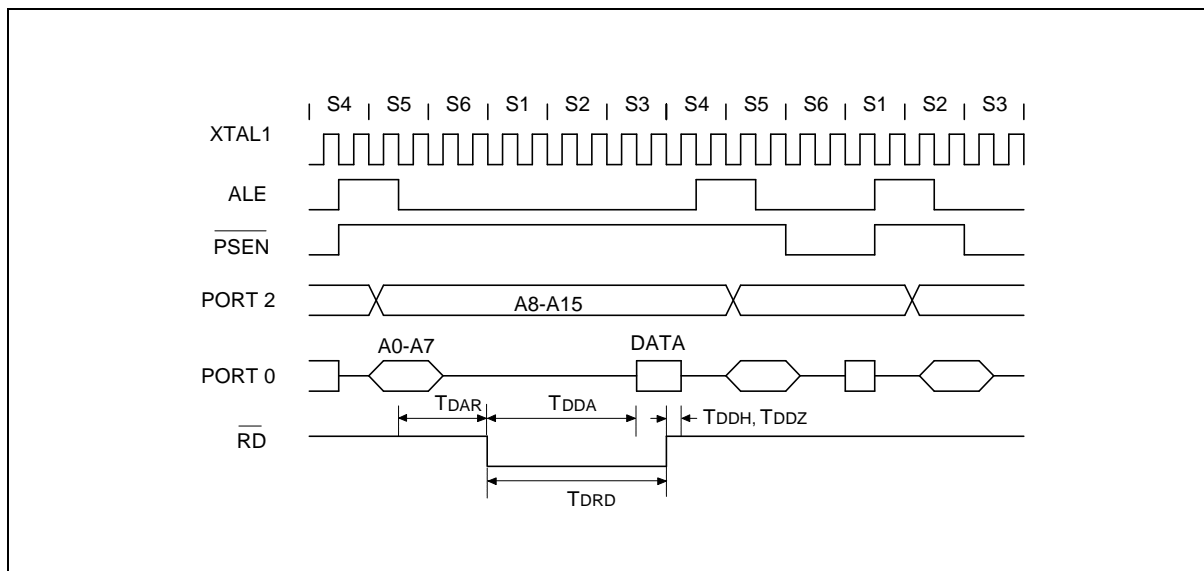 S4 S5 S6 S1 S2 S3 S4 S5 S6 S1 S2 S3
XTAL1
ALE
PSEN
PORT 2
A8-A15
A0-A7
DATA
PORT 0
TDAR
TDDA
TDDH, TDDZ
RD
TDRD